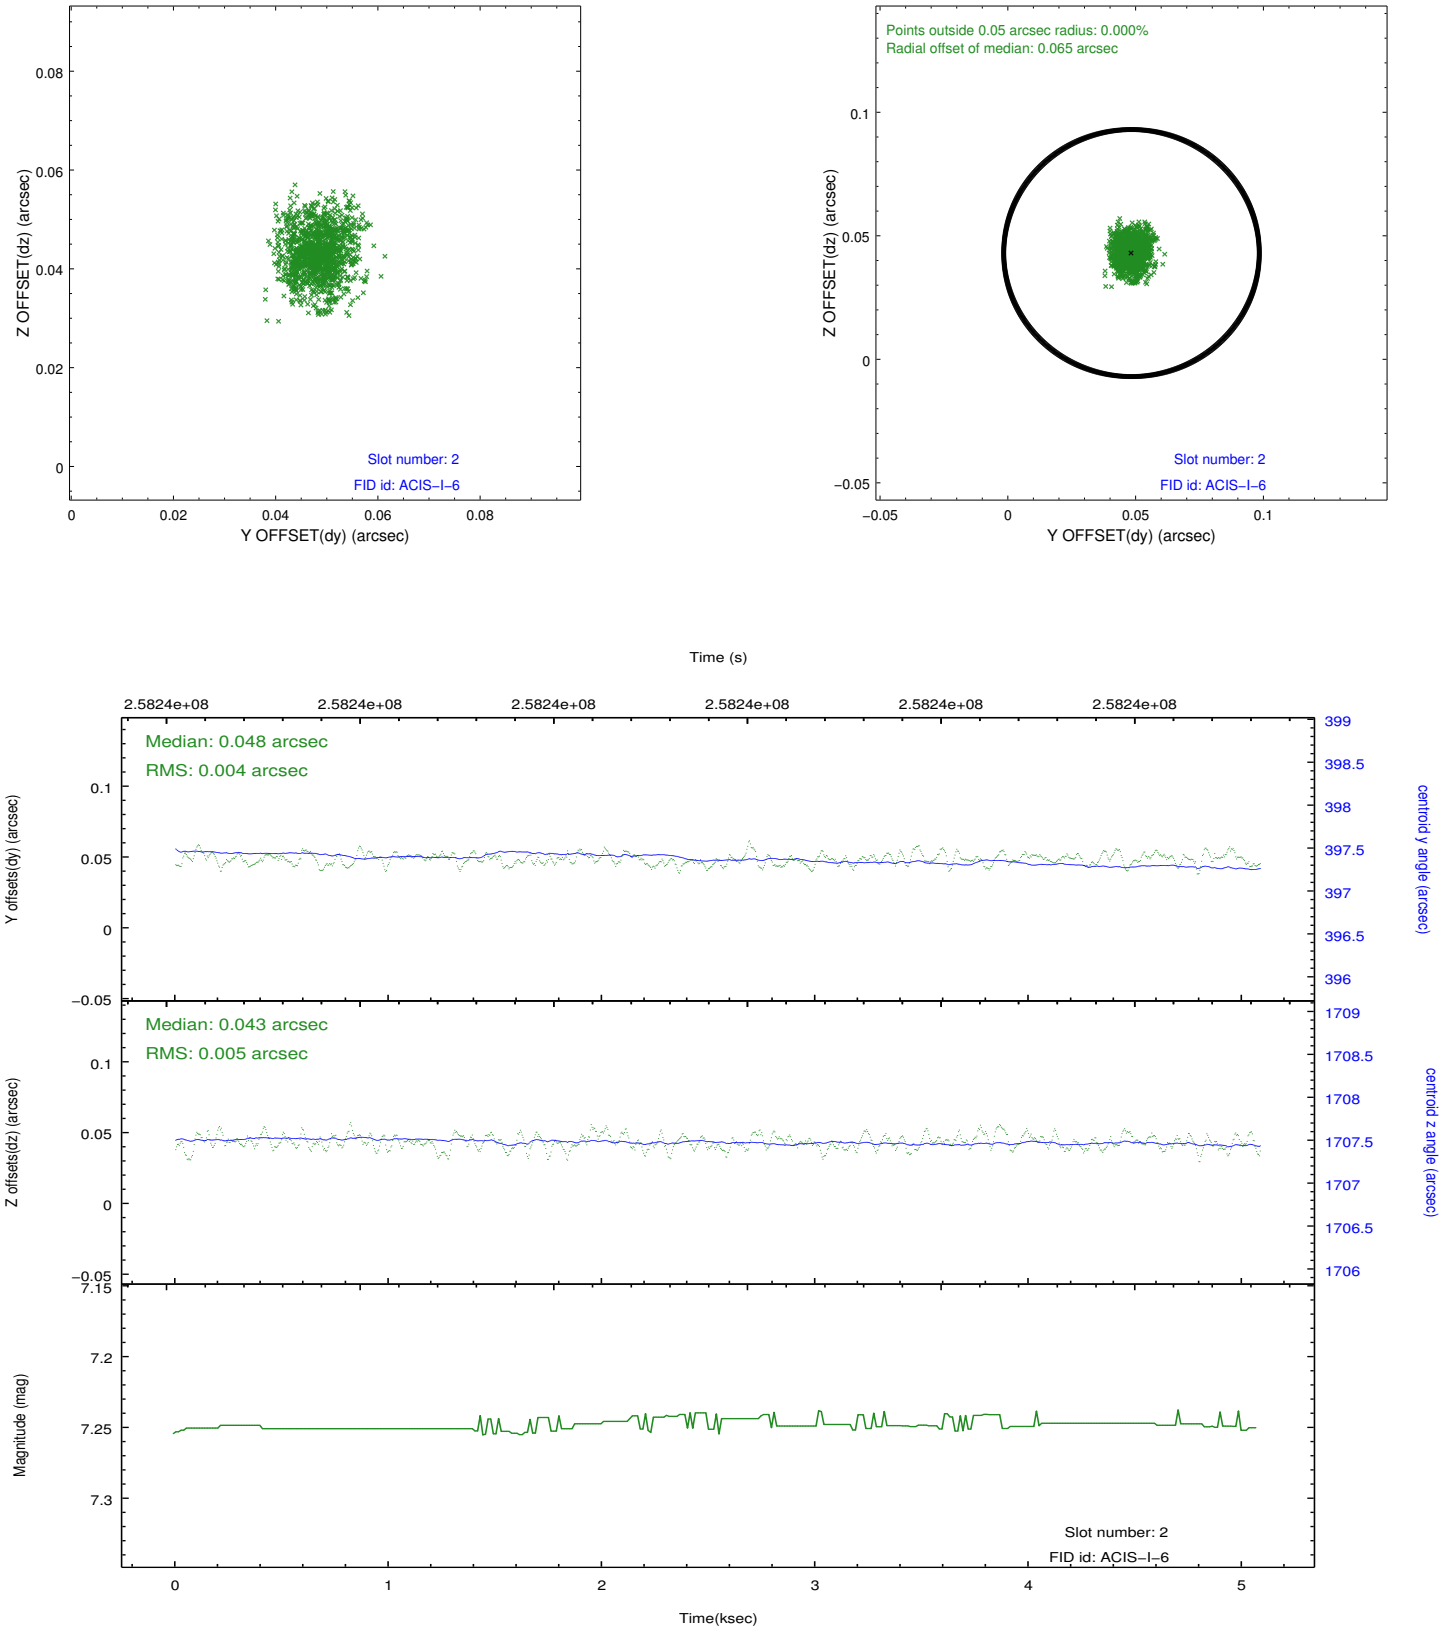 0.08
0.06
0.04
0.02
0
Z OFFSET(dz) (arcsec)
Slot number: 2
FID id: ACIS−I−6
0 0.02 0.04 0.06 0.08
Y OFFSET(dy) (arcsec)
Points outside 0.05 arcsec radius: 0.000%
Radial offset of median: 0.065 arcsec
0.1
0.05
0
−0.05
Z OFFSET(dz) (arcsec)
Slot number: 2
FID id: ACIS−I−6
−0.05 0 0.05 0.1
Y OFFSET(dy) (arcsec)
Time (s)
2.5824e+08 2.5824e+08 2.5824e+08 2.5824e+08 2.5824e+08 2.5824e+08
Median: 0.048 arcsec
RMS: 0.004 arcsec
0.1
0.05
0
−0.05
Y offsets(dy) (arcsec)
399
398.5
398
397.5
397
396.5
396
centroid y angle (arcsec)
Median: 0.043 arcsec
RMS: 0.005 arcsec
0.1
0.05
0
−0.05
Z offsets(dz) (arcsec)
1709
1708.5
1708
1707.5
1707
1706.5
1706
centroid z angle (arcsec)
7.15
7.2
7.25
7.3
Magnitude (mag)
Slot number: 2
FID id: ACIS−I−6
0 1 2 3 4 5
Time(ksec)